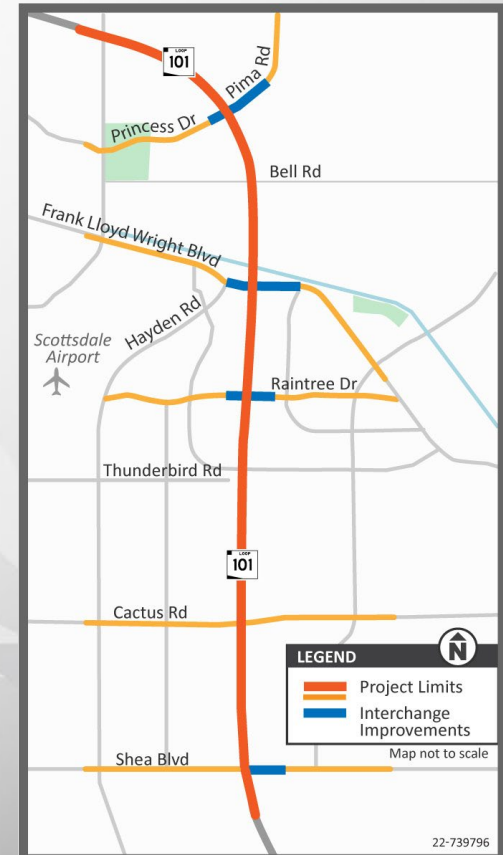 LOOP
101
Pima Rd
Princess Dr
Bell Rd
Frank Lloyd Wright Blvd
Hayden Rd
Scottsdale
Airport
Raintree Dr
Thunderbird Rd
LOOP
101
Cactus Rd
N
LEGEND
Project Limits
Interchange
Improvements
Map not to scale
Shea Blvd
22-739796